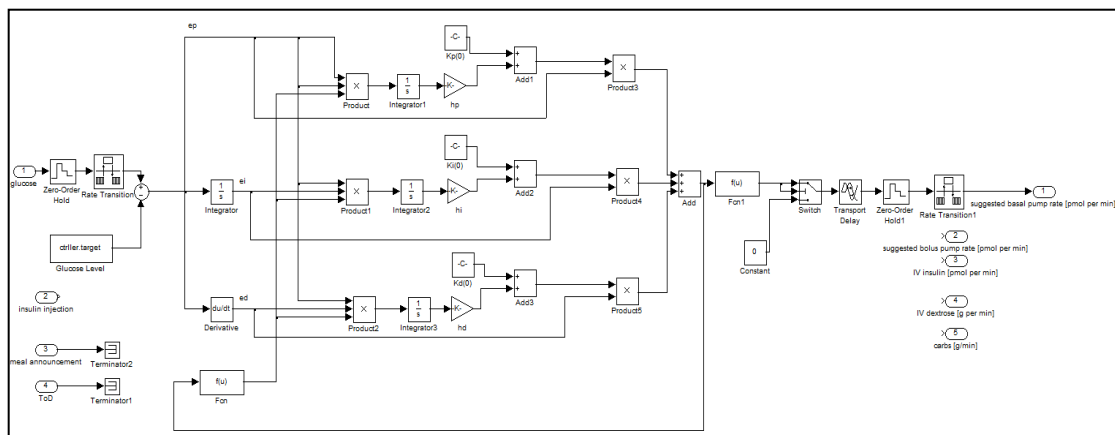 ep
-C-
Kp(0)
Add1
×
Product
1
s
Integrator1
-K-
hp
×
Product3
1
glucose
Zero-Order
Hold
Rate Transition
ctrller.target
Glucose Level
2
insulin injection
3
meal announcement
Terminator2
4
ToD
Terminator1
1
s
Integrator
ei
-C-
Ki(0)
Add2
×
Product1
1
s
Integrator2
-K-
hi
×
Product4
Add
f(u)
Fcn1
Switch
0
Constant
Transport
Delay
Zero-Order
Hold1
Rate Transition1
1
suggested basal pump rate [pmol per min]
2
suggested bolus pump rate [pmol per min]
3
IV insulin [pmol per min]
4
IV dextrose [g per min]
5
carbs [g/min]
du/dt
Derivative
ed
-C-
Kd(0)
Add3
×
Product2
1
s
Integrator3
-K-
hd
×
Product5
f(u)
Fcn